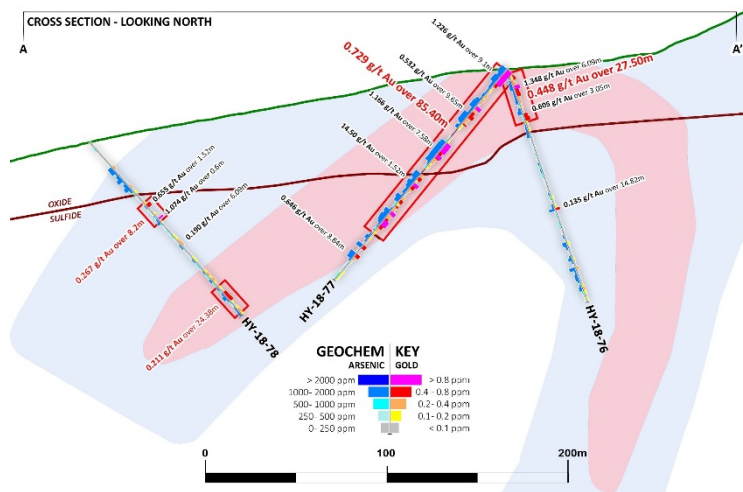 CROSS SECTION - LOOKING NORTH
A
A'
1.226 g/t Au over 9.1m
0.532 g/t Au over 9.65m
0.729 g/t Au over 85.40m
1.166 g/t Au over 7.58m
14.50 g/t Au over 1.52m
0.646 g/t Au over 8.84m
1.348 g/t Au over 6.09m
0.448 g/t Au over 27.50m
0.605 g/t Au over 3.05m
0.135 g/t Au over 14.82m
0.655 g/t Au over 1.52m
1.074 g/t Au over 0.6m
0.190 g/t Au over 6.09m
0.267 g/t Au over 8.2m
0.211 g/t Au over 24.38m
OXIDE
SULFIDE
HY-18-78
HY-18-77
HY-18-76
GEOCHEM KEY
ARSENIC GOLD
> 2000 ppm > 0.8 ppm
1000- 2000 ppm 0.4 - 0.8 ppm
500- 1000 ppm 0.2- 0.4 ppm
250 - 500 ppm 0.1- 0.2 ppm
0- 250 ppm < 0.1 ppm
0 100 200m